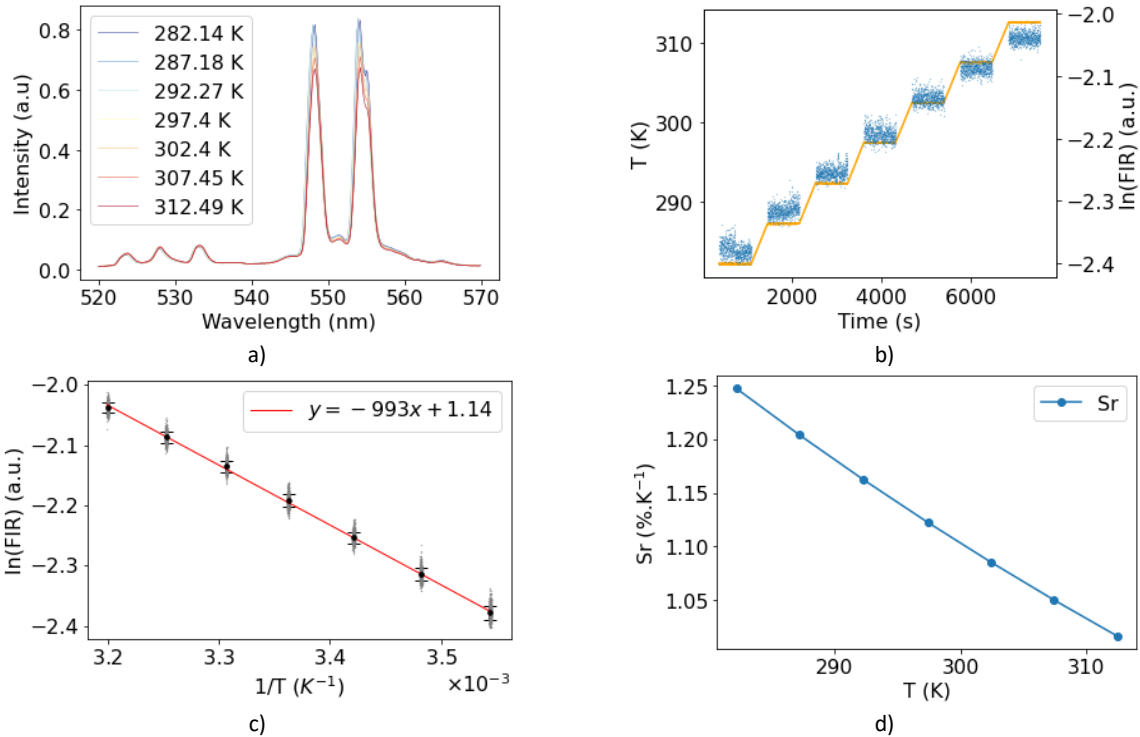 Intensity (a.u)
0.8
0.6
0.4
0.2
0.0
282.14 K
287.18 K
292.27 K
297.4 K
302.4 K
307.45 K
312.49 K
520 530 540 550 560 570
Wavelength (nm)
a)
T (K)
310
300
290
−2.0
−2.1
−2.2
−2.3
−2.4
ln(FIR) (a.u.)
2000 4000 6000
Time (s)
b)
ln(FIR) (a.u.)
−2.0
−2.1
−2.2
−2.3
−2.4
y = − 993x + 1.14
3.2 3.3 3.4 3.5
1/T (K⁻¹)
×10⁻³
c)
Sr (%.K⁻¹)
1.25
1.20
1.15
1.10
1.05
Sr
290 300 310
T (K)
d)